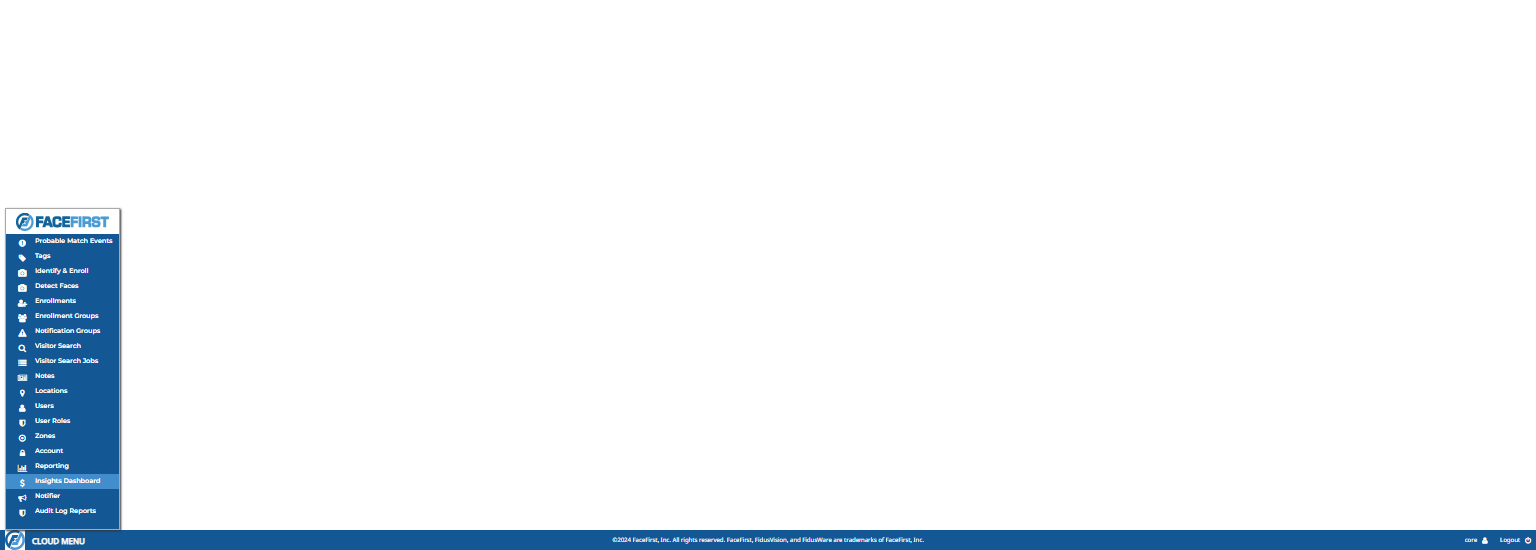 FACEFIRST
Probable Match Events
Tags
Identify & Enroll
Detect Faces
Enrollments
Enrollment Groups
Notification Groups
Visitor Search
Visitor Search Jobs
Notes
Locations
Users
User Roles
Zones
Account
Reporting
Insights Dashboard
Notifier
Audit Log Reports
CLOUD MENU
©2024 FaceFirst, Inc. All rights reserved. FaceFirst, FidusVision, and FidusWare are trademarks of FaceFirst, Inc.
core
Logout